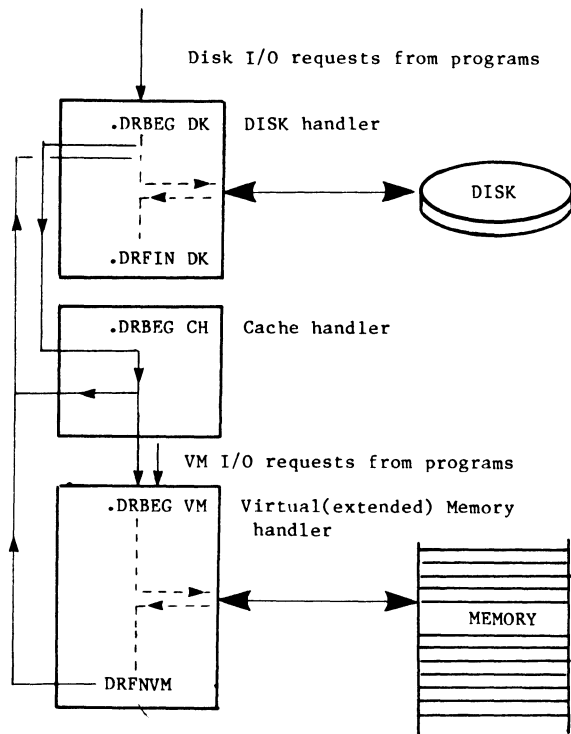 Disk I/O requests from programs
.DRBEG DK
DISK handler
DISK
.DRFIN DK
.DRBEG CH
Cache handler
VM I/O requests from programs
.DRBEG VM
Virtual(extended) Memory
handler
MEMORY
DRFNVM